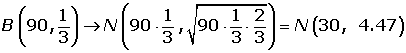 B(90, 1/3) → N(90 · 1/3, √(90 · 1/3 · 2/3)) = N(30, 4.47)